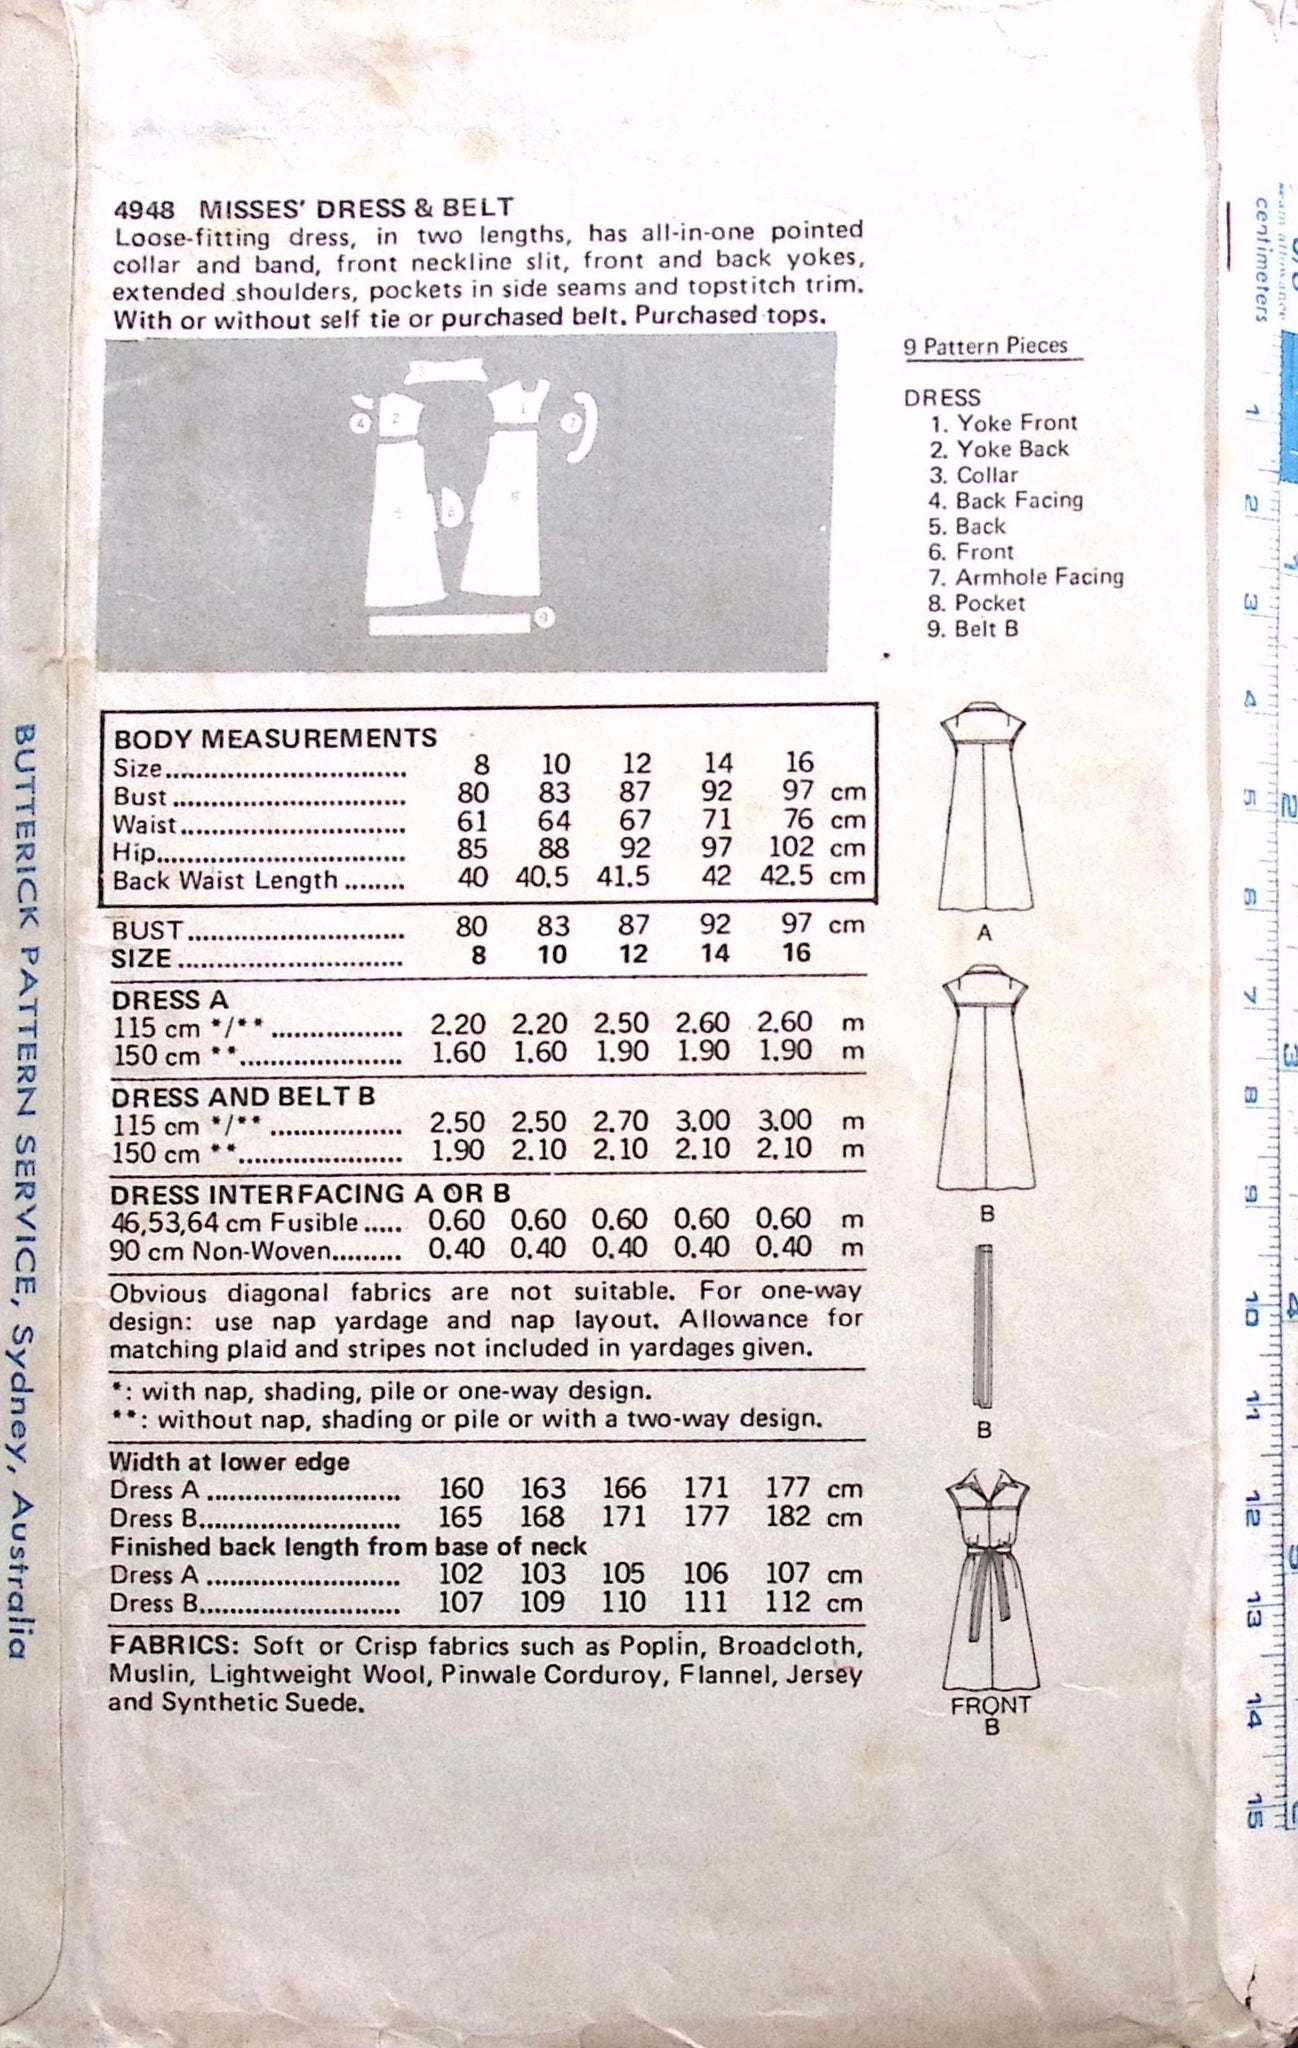 4948 MISSES' DRESS & BELT
Loose-fitting dress, in two lengths, has all-in-one pointed
collar and band, front neckline slit, front and back yokes,
extended shoulders, pockets in side seams and topstitch trim.
With or without self tie or purchased belt. Purchased tops.
4
2
1
7
8
9
9 Pattern Pieces
DRESS
1. Yoke Front
2. Yoke Back
3. Collar
4. Back Facing
5. Back
6. Front
7. Armhole Facing
8. Pocket
9. Belt B
BODY MEASUREMENTS
Size.............................. 8 10 12 14 16
Bust.............................. 80 83 87 92 97 cm
Waist.............................. 61 64 67 71 76 cm
Hip.............................. 85 88 92 97 102 cm
Back Waist Length ........ 40 40.5 41.5 42 42.5 cm
BUST............................ 80 83 87 92 97 cm
SIZE............................. 8 10 12 14 16
DRESS A
115 cm */** ................. 2.20 2.20 2.50 2.60 2.60 m
150 cm **..................... 1.60 1.60 1.90 1.90 1.90 m
DRESS AND BELT B
115 cm */** ................. 2.50 2.50 2.70 3.00 3.00 m
150 cm **..................... 1.90 2.10 2.10 2.10 2.10 m
DRESS INTERFACING A OR B
46,53,64 cm Fusible ..... 0.60 0.60 0.60 0.60 0.60 m
90 cm Non-Woven......... 0.40 0.40 0.40 0.40 0.40 m
Obvious diagonal fabrics are not suitable. For one-way
design: use nap yardage and nap layout. Allowance for
matching plaid and stripes not included in yardages given.
*: with nap, shading, pile or one-way design.
**: without nap, shading or pile or with a two-way design.
Width at lower edge
Dress A ......................... 160 163 166 171 177 cm
Dress B.......................... 165 168 171 177 182 cm
Finished back length from base of neck
Dress A ......................... 102 103 105 106 107 cm
Dress B.......................... 107 109 110 111 112 cm
FABRICS: Soft or Crisp fabrics such as Poplin, Broadcloth,
Muslin, Lightweight Wool, Pinwale Corduroy, Flannel, Jersey
and Synthetic Suede.
A
B
B
FRONT
B
BUTTERICK PATTERN SERVICE, Sydney, Australia
seam allowance
centimeters
1
2
3
4
5
6
7
8
9
10
11
12
13
14
15
1
2
3
4
5